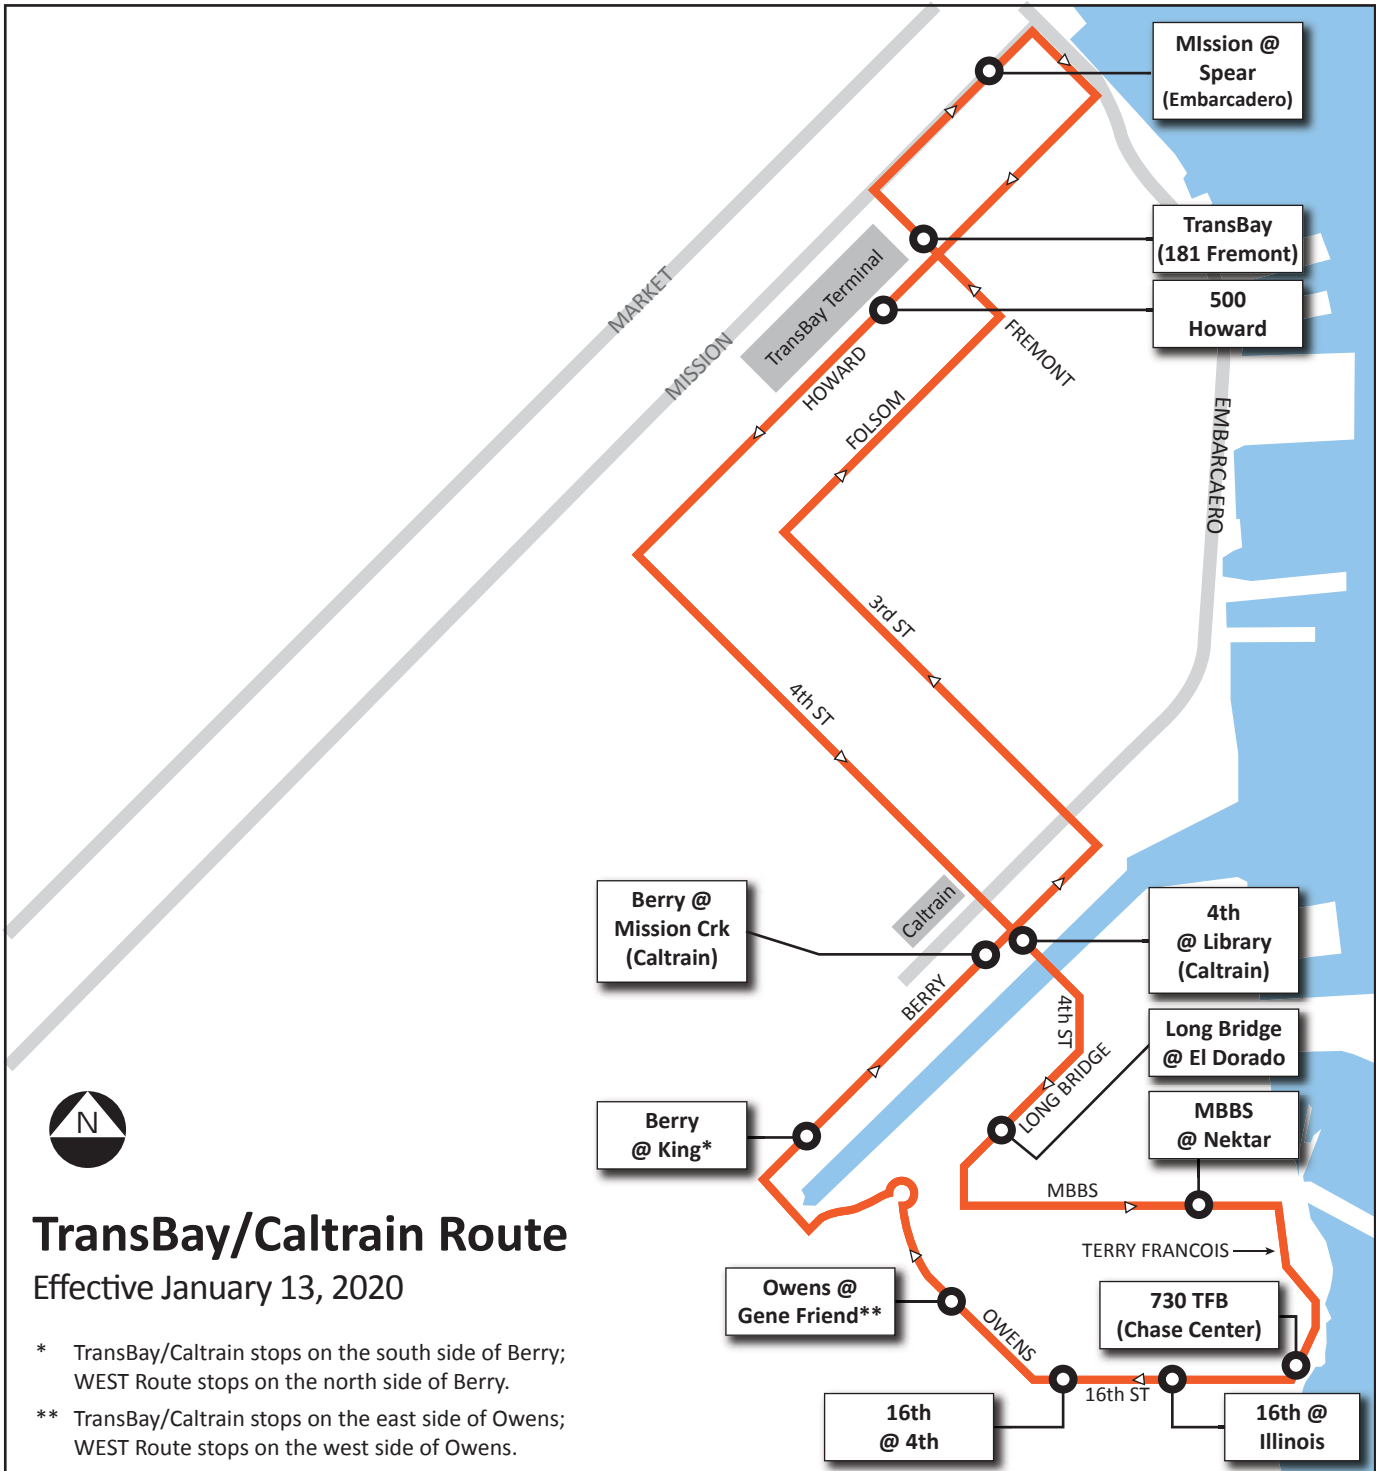 MIssion @
Spear
(Embarcadero)
TransBay
(181 Fremont)
500
Howard
MARKET
MISSION
TransBay Terminal
HOWARD
FOLSOM
FREMONT
EMBARCAERO
3rd ST
4th ST
Caltrain
Berry @
Mission Crk
(Caltrain)
4th
@ Library
(Caltrain)
BERRY
4th ST
LONG BRIDGE
Long Bridge
@ El Dorado
MBBS
@ Nektar
Berry
@ King*
N
MBBS
TERRY FRANCOIS
TransBay/Caltrain Route
Effective January 13, 2020
Owens @
Gene Friend**
OWENS
730 TFB
(Chase Center)
16th ST
16th
@ 4th
16th @
Illinois
* TransBay/Caltrain stops on the south side of Berry;
WEST Route stops on the north side of Berry.
** TransBay/Caltrain stops on the east side of Owens;
WEST Route stops on the west side of Owens.